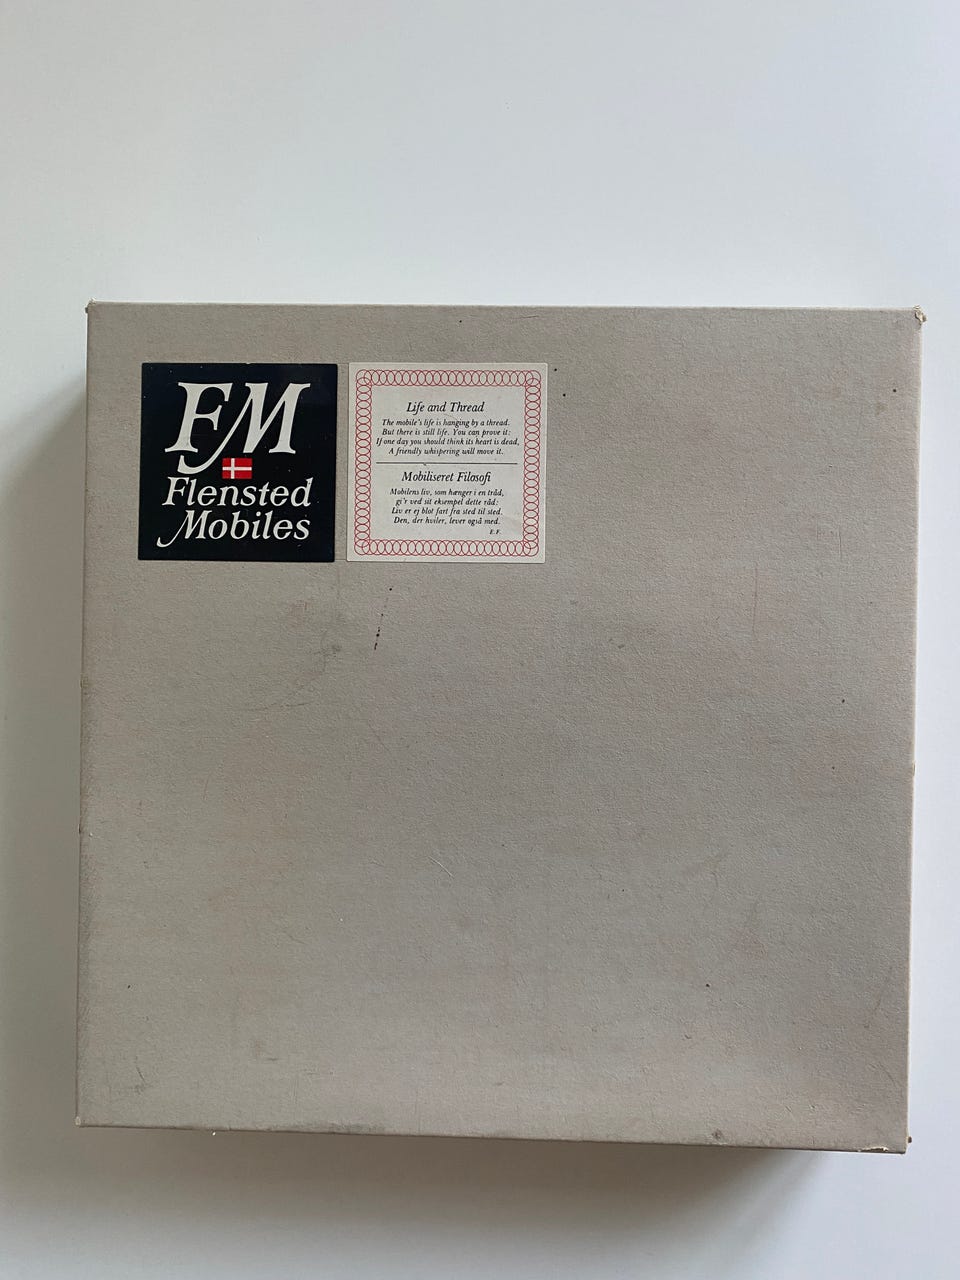 FM
Flensted
Mobiles
Life and Thread
The mobile's life is hanging by a thread.
But there is still life. You can prove it:
If one day you should think its heart is dead,
A friendly whispering will move it.
Mobiliseret Filosofi
Mobilens liv, som hænger i en tråd,
gi'r ved sit eksempel dette råd:
Liv er ej blot fart fra sted til sted.
Den, der hviler, lever også med.
E.F.